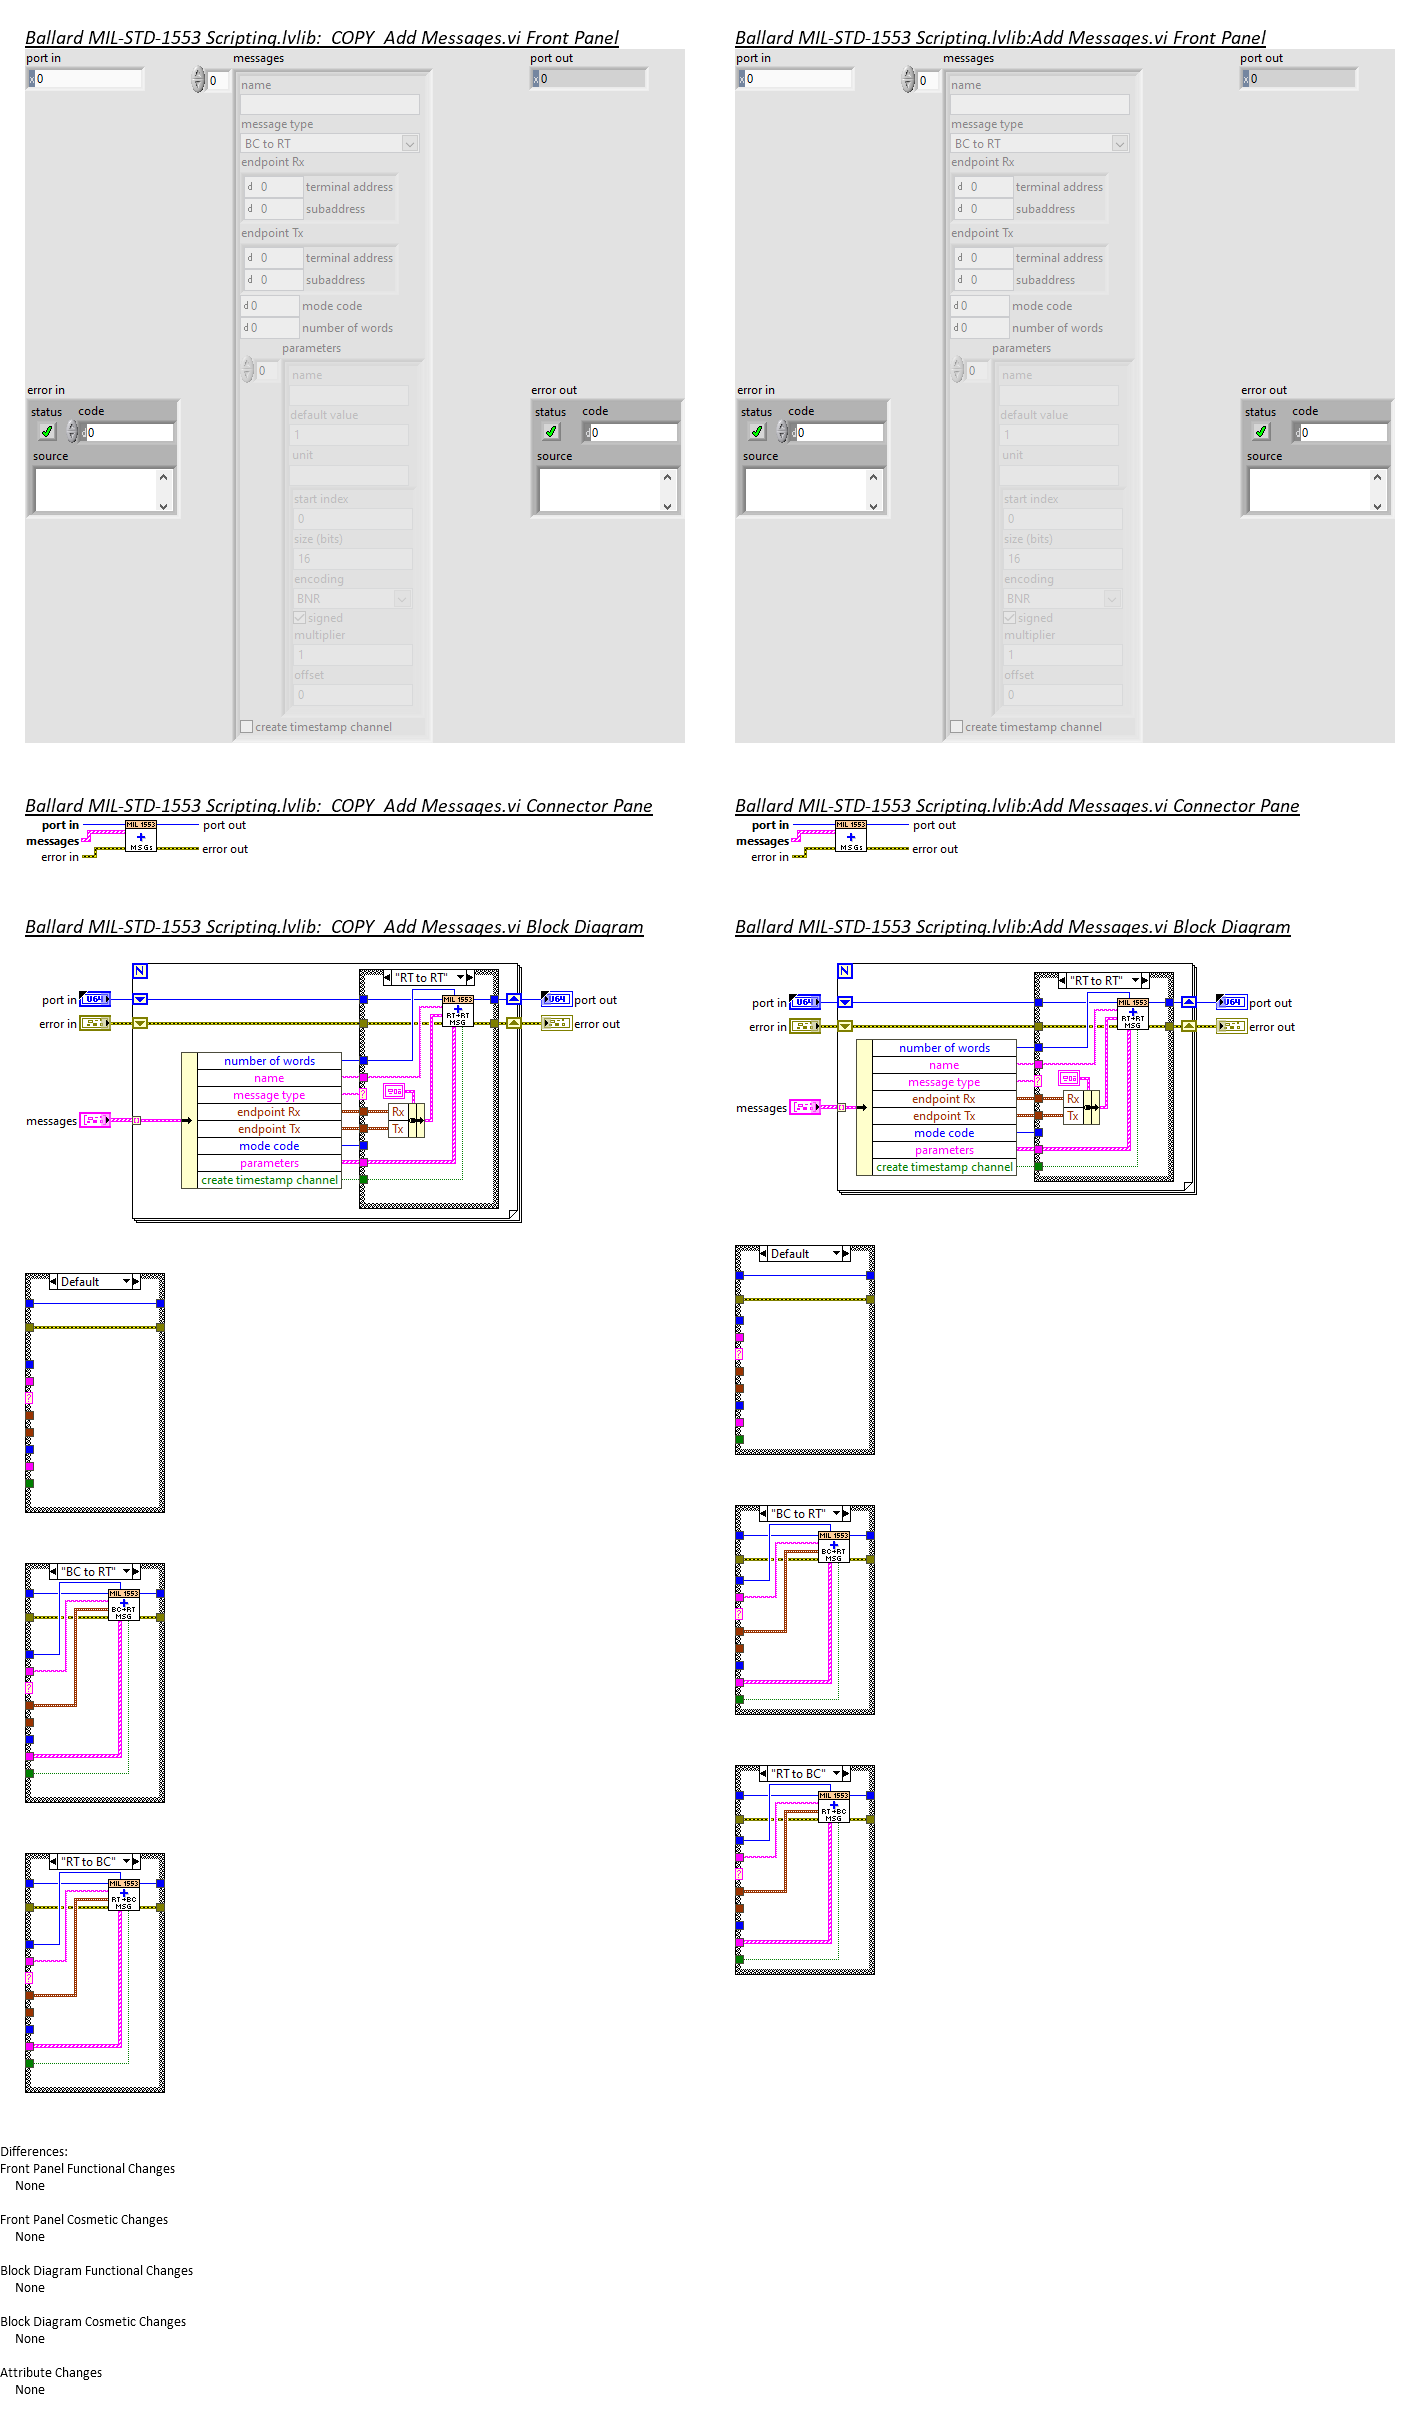 Ballard MIL-STD-1553 Scripting.lvlib:_COPY_Add Messages.vi Front Panel
port in
x 0
0
messages
name
message type
BC to RT
endpoint Rx
d 0 terminal address
d 0 subaddress
endpoint Tx
d 0 terminal address
d 0 subaddress
d 0 mode code
d 0 number of words
parameters
0
name
default value
1
unit
start index
0
size (bits)
16
encoding
BNR
signed
multiplier
1
offset
0
create timestamp channel
port out
x 0
error in
status code
d 0
source
error out
status code
d 0
source
Ballard MIL-STD-1553 Scripting.lvlib:Add Messages.vi Front Panel
port in
x 0
0
messages
name
message type
BC to RT
endpoint Rx
d 0 terminal address
d 0 subaddress
endpoint Tx
d 0 terminal address
d 0 subaddress
d 0 mode code
d 0 number of words
parameters
0
name
default value
1
unit
start index
0
size (bits)
16
encoding
BNR
signed
multiplier
1
offset
0
create timestamp channel
port out
x 0
error in
status code
d 0
source
error out
status code
d 0
source
Ballard MIL-STD-1553 Scripting.lvlib:_COPY_Add Messages.vi Connector Pane
port in
messages
error in
MIL 1553
MSGs
port out
error out
Ballard MIL-STD-1553 Scripting.lvlib:Add Messages.vi Connector Pane
port in
messages
error in
MIL 1553
MSGs
port out
error out
Ballard MIL-STD-1553 Scripting.lvlib:_COPY_Add Messages.vi Block Diagram
N
"RT to RT"
port in U64
MIL 1553
RT→RT
MSG
U64 port out
error in
error out
number of words
name
message type
?
endpoint Rx
Rx
endpoint Tx
Tx
messages
mode code
parameters
create timestamp channel
Default
?
"BC to RT"
MIL 1553
BC→RT
MSG
?
"RT to BC"
MIL 1553
RT→BC
MSG
?
Ballard MIL-STD-1553 Scripting.lvlib:Add Messages.vi Block Diagram
N
"RT to RT"
port in U64
MIL 1553
RT→RT
MSG
U64 port out
error in
error out
number of words
name
message type
?
endpoint Rx
Rx
endpoint Tx
Tx
messages
mode code
parameters
create timestamp channel
Default
?
"BC to RT"
MIL 1553
BC→RT
MSG
?
"RT to BC"
MIL 1553
RT→BC
MSG
?
Differences:
Front Panel Functional Changes
None
Front Panel Cosmetic Changes
None
Block Diagram Functional Changes
None
Block Diagram Cosmetic Changes
None
Attribute Changes
None